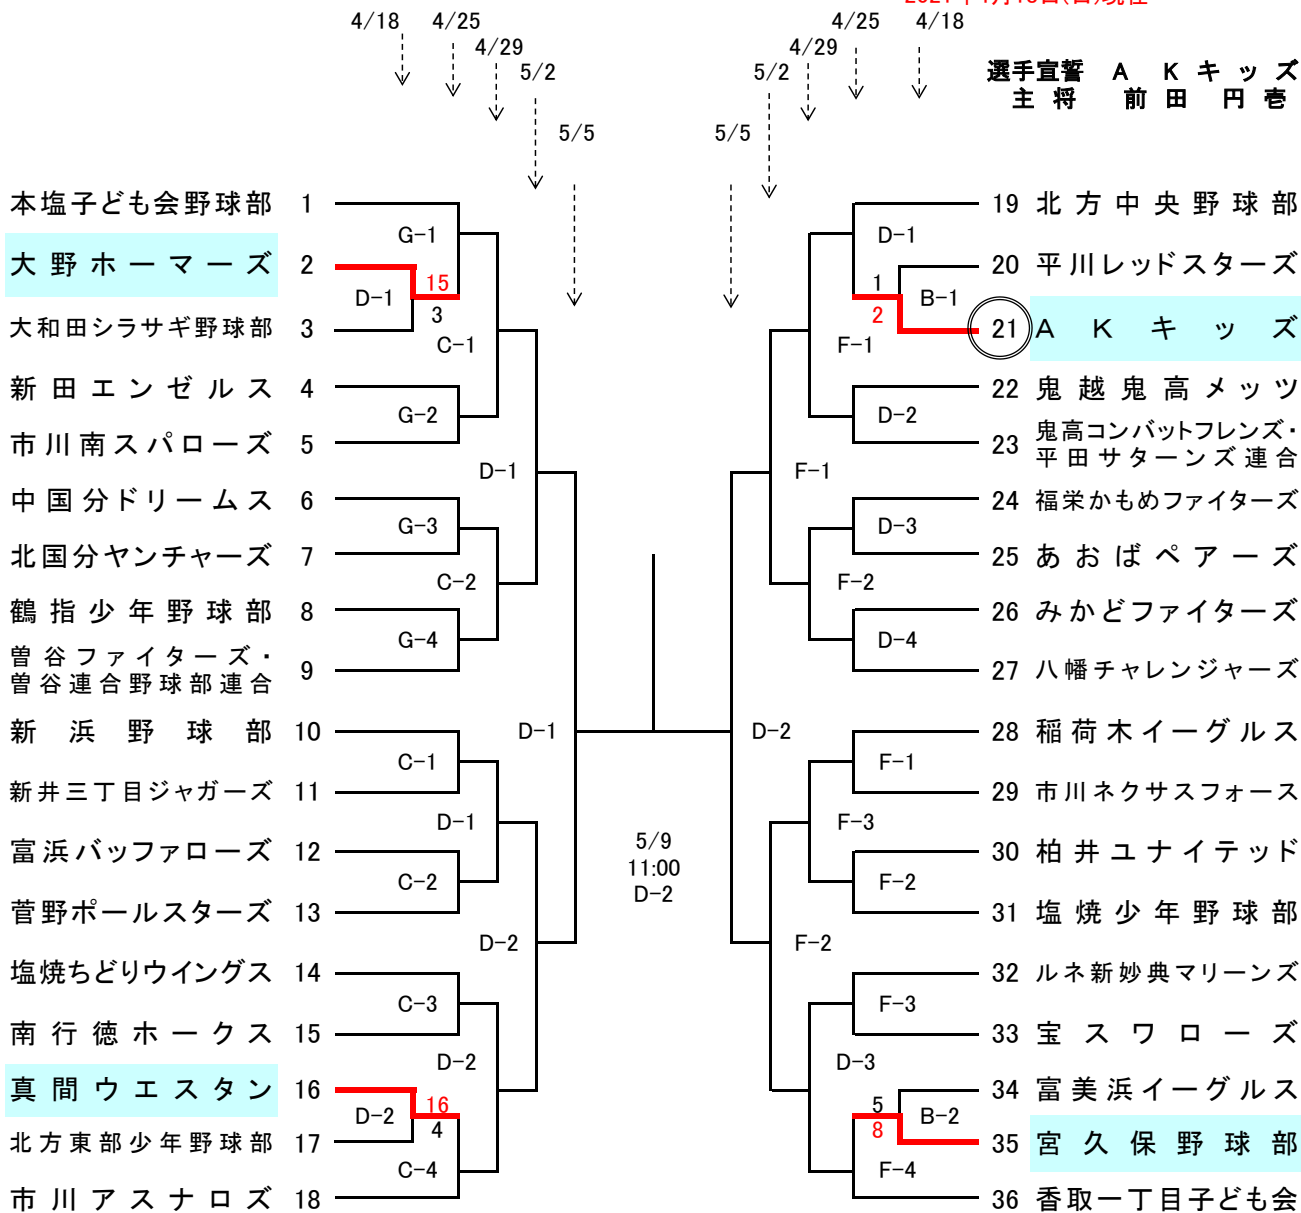 4/18
4/25
4/29
5/2
5/5
5/5
5/2
4/29
4/25
4/18
選手宣誓 AKキッズ
主将 前田円壱
本塩子ども会野球部 1
大野ホーマーズ 2
大和田シラサギ野球部 3
新田エンゼルス 4
市川南スパローズ 5
中国分ドリームス 6
北国分ヤンチャーズ 7
鶴指少年野球部 8
曽谷ファイターズ・
曽谷連合野球部連合 9
新浜野球部 10
新井三丁目ジャガーズ 11
富浜バッファローズ 12
菅野ポールスターズ 13
塩焼ちどりウイングス 14
南行徳ホークス 15
真間ウエスタン 16
北方東部少年野球部 17
市川アスナロズ 18
G-1
D-1
15
3
C-1
G-2
D-1
G-3
C-2
G-4
D-1
C-1
D-1
C-2
D-2
C-3
D-2
D-2
16
4
C-4
5/9
11:00
D-2
D-1
1
2
B-1
F-1
D-2
F-1
D-3
F-2
D-4
D-2
F-1
F-3
F-2
F-2
F-3
D-3
5
8
B-2
F-4
19 北方中央野球部
20 平川レッドスターズ
21 AKキッズ
22 鬼越鬼高メッツ
23 鬼高コンバットフレンズ・
平田サターンズ連合
24 福栄かもめファイターズ
25 あおばペアーズ
26 みかどファイターズ
27 八幡チャレンジャーズ
28 稲荷木イーグルス
29 市川ネクサスフォース
30 柏井ユナイテッド
31 塩焼少年野球部
32 ルネ新妙典マリーンズ
33 宝スワローズ
34 富美浜イーグルス
35 宮久保野球部
36 香取一丁目子ども会